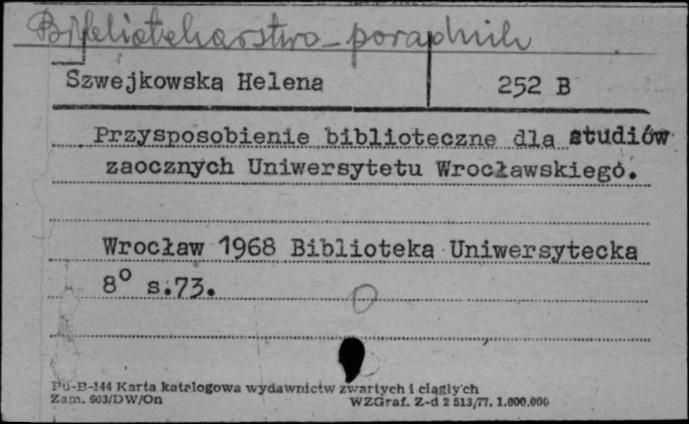 Bibliotekarstwo - poradnik
Szwejkowska Helena 252 B
Przysposobienie biblioteczne dla studiów
zaocznych Uniwersytetu Wrocławskiego.
Wrocław 1968 Biblioteka Uniwersytecka
8° s.73.
Pu-B-144 Karta katalogowa wydawnictw zwartych i ciągłych
Zam. 603/DW/On WZGraf. Z-d 2 513/77. 1.000.000